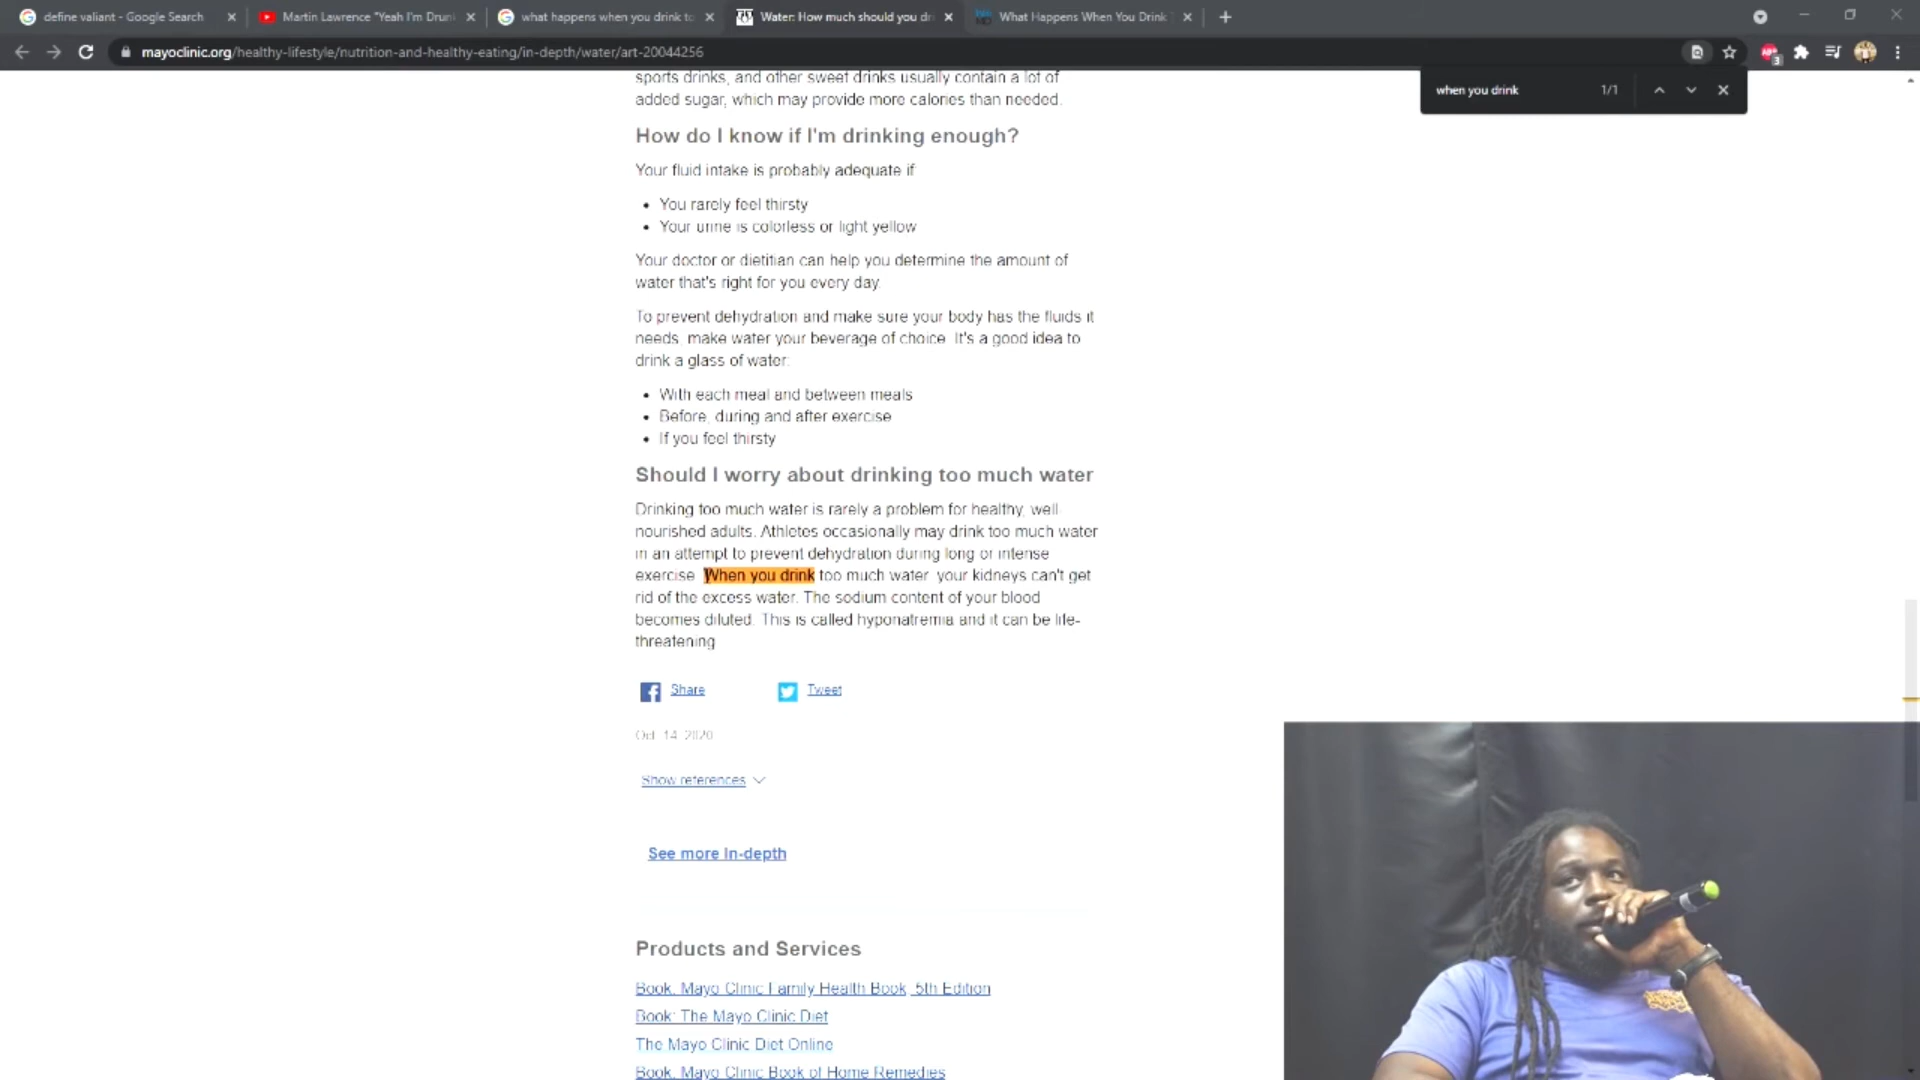 define valiant - Google Search
Martin Lawrence "Yeah I'm Drun
what happens when you drink to
Water: How much should you dri
What Happens When You Drink
mayoclinic.org/healthy-lifestyle/nutrition-and-healthy-eating/in-depth/water/art-20044256
3
when you drink 1/1
sports drinks, and other sweet drinks usually contain a lot of
added sugar, which may provide more calories than needed.
How do I know if I'm drinking enough?
Your fluid intake is probably adequate if
• You rarely feel thirsty
• Your urine is colorless or light yellow
Your doctor or dietitian can help you determine the amount of
water that's right for you every day.
To prevent dehydration and make sure your body has the fluids it
needs, make water your beverage of choice. It's a good idea to
drink a glass of water:
• With each meal and between meals
• Before, during and after exercise
• If you feel thirsty
Should I worry about drinking too much water
Drinking too much water is rarely a problem for healthy, well-
nourished adults. Athletes occasionally may drink too much water
in an attempt to prevent dehydration during long or intense
exercise. When you drink too much water, your kidneys can't get
rid of the excess water. The sodium content of your blood
becomes diluted. This is called hyponatremia and it can be life-
threatening
Share
Tweet
Oct. 14, 2020
Show references
See more In-depth
Products and Services
Book: Mayo Clinic Family Health Book, 5th Edition
Book: The Mayo Clinic Diet
The Mayo Clinic Diet Online
Book: Mayo Clinic Book of Home Remedies